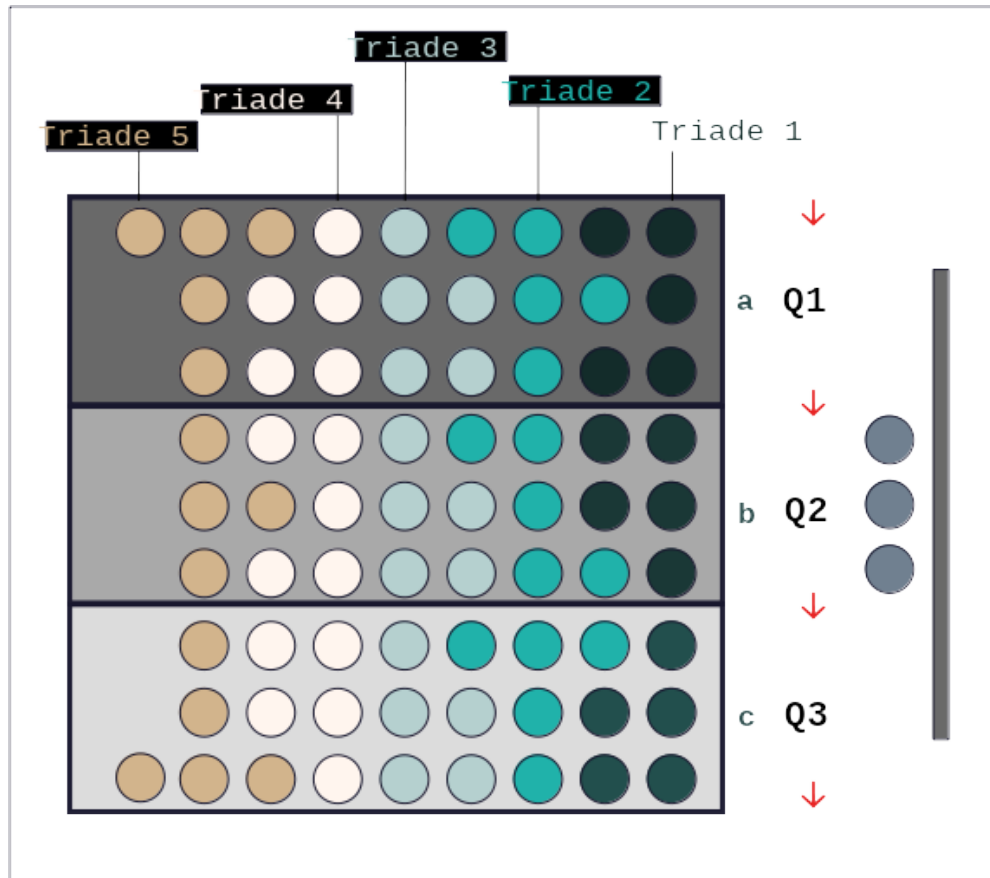 Triade 3
Triade 2
Triade 4
Triade 1
Triade 5
↓
a Q1
↓
b Q2
↓
c Q3
↓